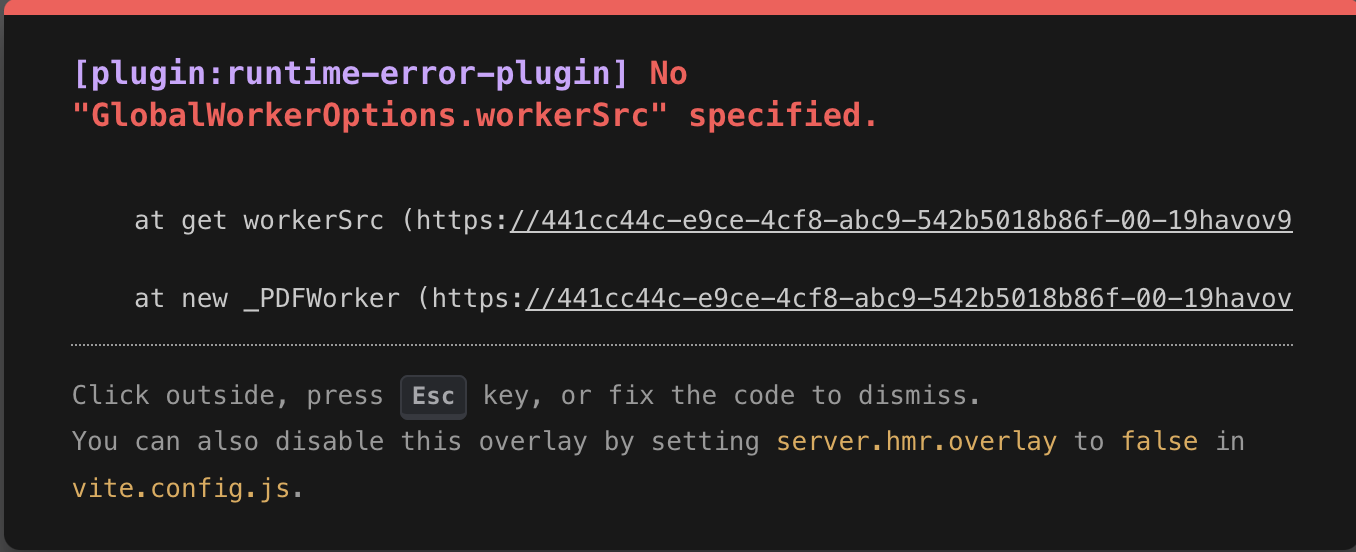 [plugin:runtime-error-plugin] No
"GlobalWorkerOptions.workerSrc" specified.
at get workerSrc (https://441cc44c-e9ce-4cf8-abc9-542b5018b86f-00-19havov9
at new _PDFWorker (https://441cc44c-e9ce-4cf8-abc9-542b5018b86f-00-19havov
Click outside, press Esc key, or fix the code to dismiss.
You can also disable this overlay by setting server.hmr.overlay to false in
vite.config.js.